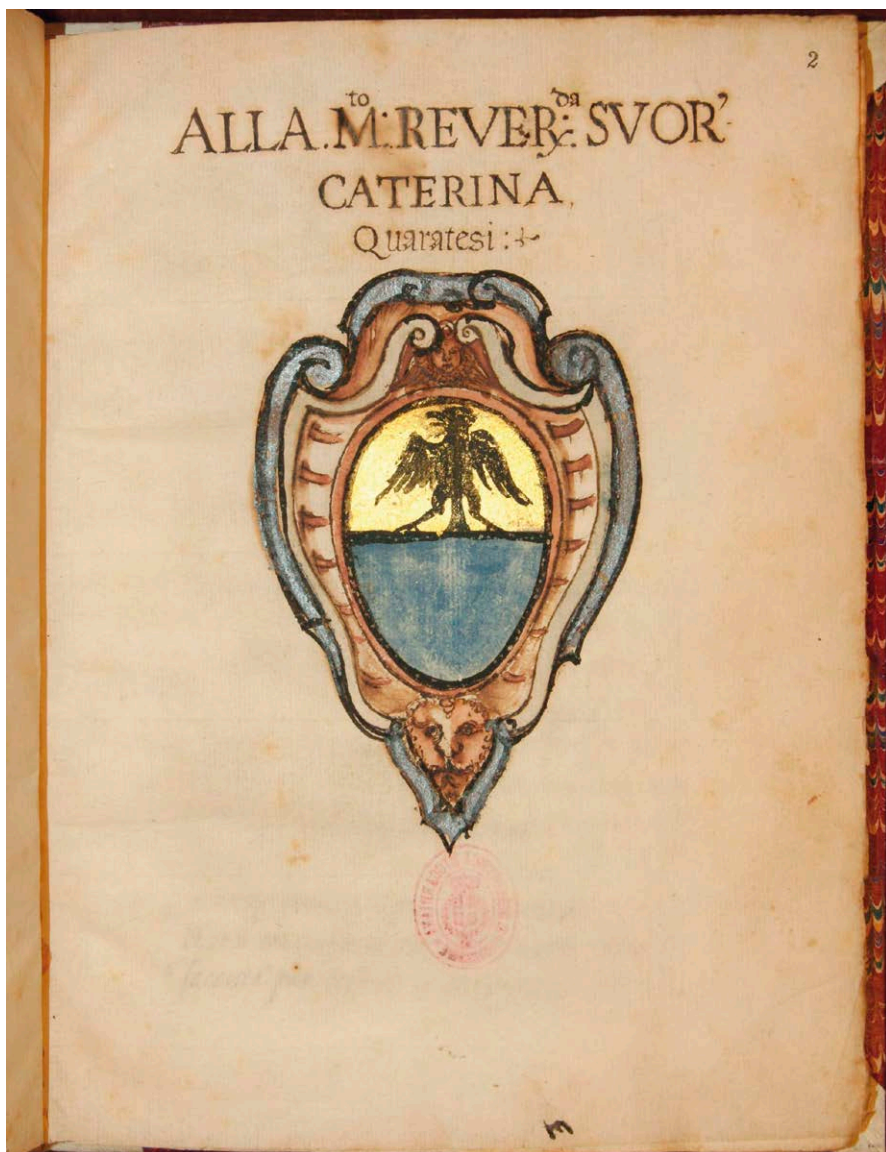 2
ALLA. M.to REVER.da SVOR'
CATERINA,
Quaratesi :